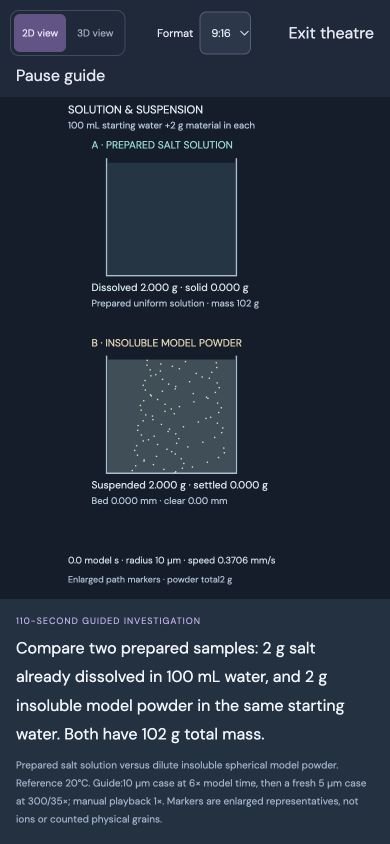 2D view
3D view
Format
9:16
Exit theatre
Pause guide
SOLUTION & SUSPENSION
100 mL starting water +2 g material in each
A · PREPARED SALT SOLUTION
Dissolved 2.000 g · solid 0.000 g
Prepared uniform solution · mass 102 g
B · INSOLUBLE MODEL POWDER
Suspended 2.000 g · settled 0.000 g
Bed 0.000 mm · clear 0.00 mm
0.0 model s · radius 10 µm · speed 0.3706 mm/s
Enlarged path markers · powder total2 g
110-SECOND GUIDED INVESTIGATION
Compare two prepared samples: 2 g salt
already dissolved in 100 mL water, and 2 g
insoluble model powder in the same starting
water. Both have 102 g total mass.
Prepared salt solution versus dilute insoluble spherical model powder.
Reference 20°C. Guide:10 µm case at 6× model time, then a fresh 5 µm case
at 300/35×; manual playback 1×. Markers are enlarged representatives, not
ions or counted physical grains.